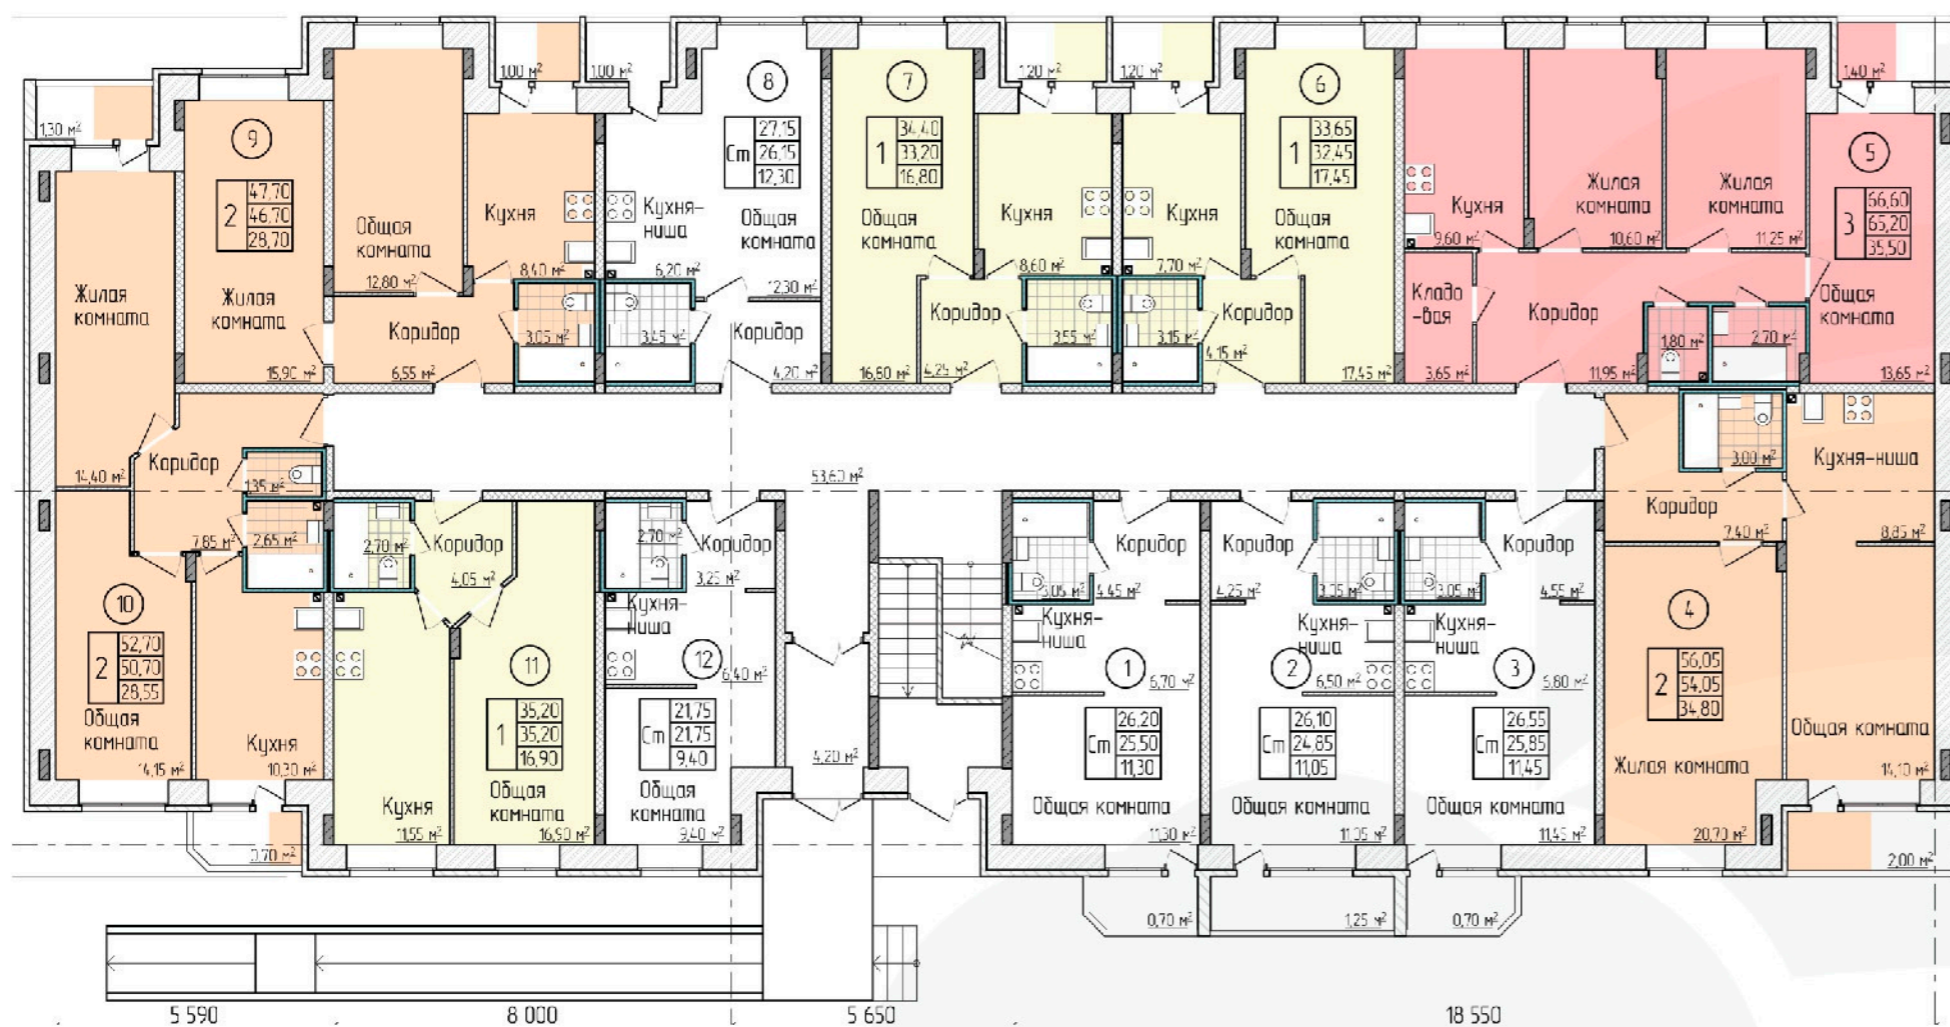 1,30 м²
9
2
47,70
46,70
28,70
Жилая
комната
15,90 м²
Жилая
комната
14,40 м²
Общая
комната
12,80 м²
1,00 м²
Кухня
8,40 м²
Коридор
6,55 м²
3,05 м²
1,00 м²
8
Ст
27,15
26,15
12,30
Кухня-
ниша
6,20 м²
Общая
комната
12,30 м²
3,45 м²
Коридор
4,20 м²
7
1
34,40
33,20
16,80
Общая
комната
16,80 м²
1,20 м²
Кухня
8,60 м²
Коридор
4,25 м²
3,55 м²
1,20 м²
Кухня
7,70 м²
3,15 м²
Коридор
4,15 м²
6
1
33,65
32,45
17,45
Общая
комната
17,45 м²
Кухня
9,60 м²
Жилая
комната
10,60 м²
Жилая
комната
11,25 м²
1,40 м²
5
3
66,60
65,20
35,50
Общая
комната
13,65 м²
Кладо
-вая
3,65 м²
Коридор
11,95 м²
1,80 м²
2,70 м²
Коридор
1,35 м²
7,85 м²
2,65 м²
10
2
52,70
50,70
28,55
Общая
комната
14,15 м²
Кухня
10,30 м²
0,70 м²
2,70 м²
Коридор
4,05 м²
11
1
35,20
35,20
16,90
Кухня
11,55 м²
Общая
комната
16,90 м²
2,70 м²
Коридор
3,25 м²
Кухня-
ниша
12
6,40 м²
Ст
21,75
21,75
9,40
Общая
комната
9,40 м²
53,60 м²
4,20 м²
3,05 м²
Коридор
4,45 м²
Кухня-
ниша
1
6,70 м²
Ст
26,20
25,50
11,30
Общая комната
11,30 м²
0,70 м²
Коридор
4,25 м²
3,05 м²
Кухня-
ниша
2
6,50 м²
Ст
26,10
24,85
11,05
Общая комната
11,05 м²
1,25 м²
3,05 м²
Коридор
4,55 м²
Кухня-
ниша
3
6,80 м²
Ст
26,55
25,85
11,45
Общая комната
11,45 м²
0,70 м²
3,00 м²
Кухня-ниша
8,85 м²
Коридор
7,40 м²
4
2
56,05
54,05
34,80
Жилая комната
20,70 м²
Общая комната
14,10 м²
2,00 м²
5 590
8 000
5 650
18 550